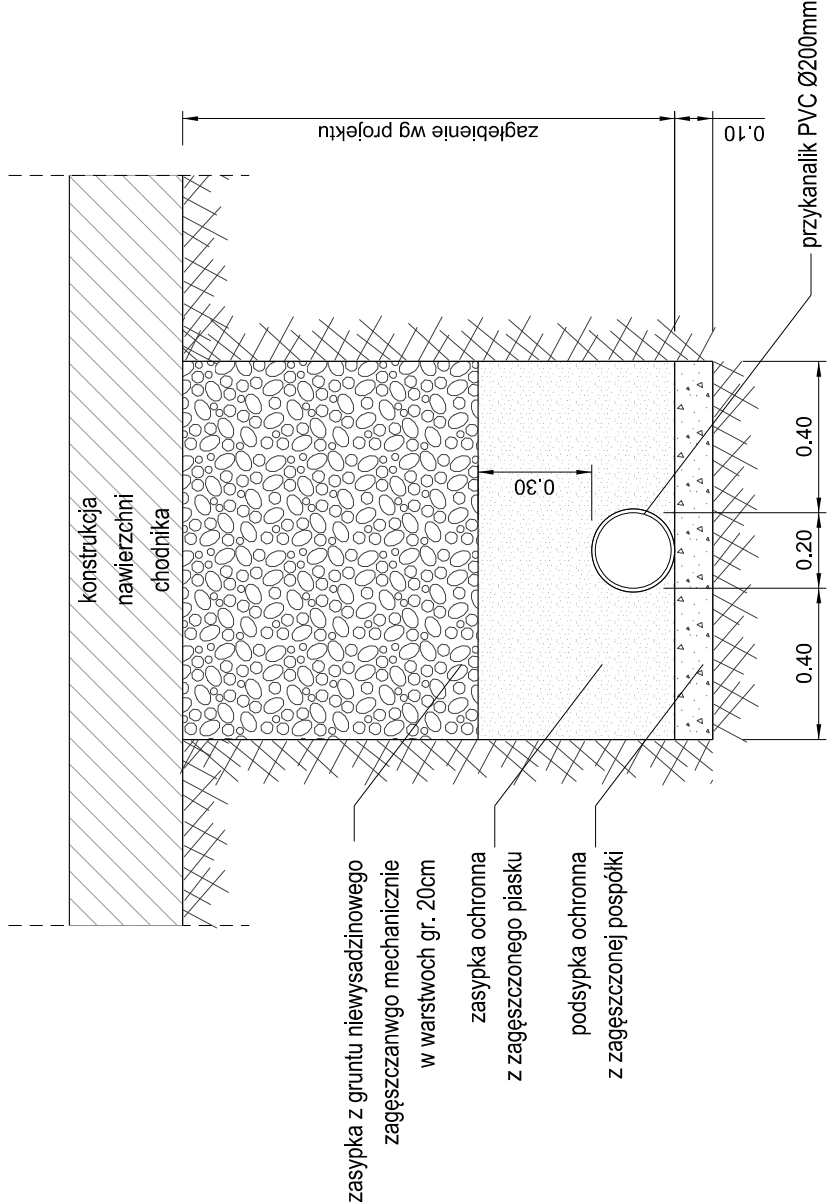 konstrukcja
nawierzchni
chodnika
zagłębienie wg projektu
0.10
przykanalik PVC Ø200mm
0.30
0.40
0.20
0.40
zasypka z gruntu niewysadzinowego
zagęszczanwgo mechanicznie
w warstwoch gr. 20cm
zasypka ochronna
z zagęszczonego piasku
podsypka ochronna
z zagęszczonej pospółki